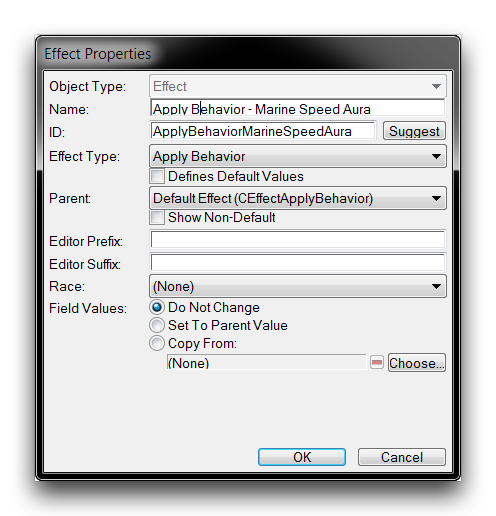 Effect Properties
Object Type: Effect
Name: Apply Behavior - Marine Speed Aura
ID: ApplyBehaviorMarineSpeedAura Suggest
Effect Type: Apply Behavior
Defines Default Values
Parent: Default Effect (CEffectApplyBehavior)
Show Non-Default
Editor Prefix:
Editor Suffix:
Race: (None)
Field Values: Do Not Change
Set To Parent Value
Copy From:
(None) Choose...
OK Cancel